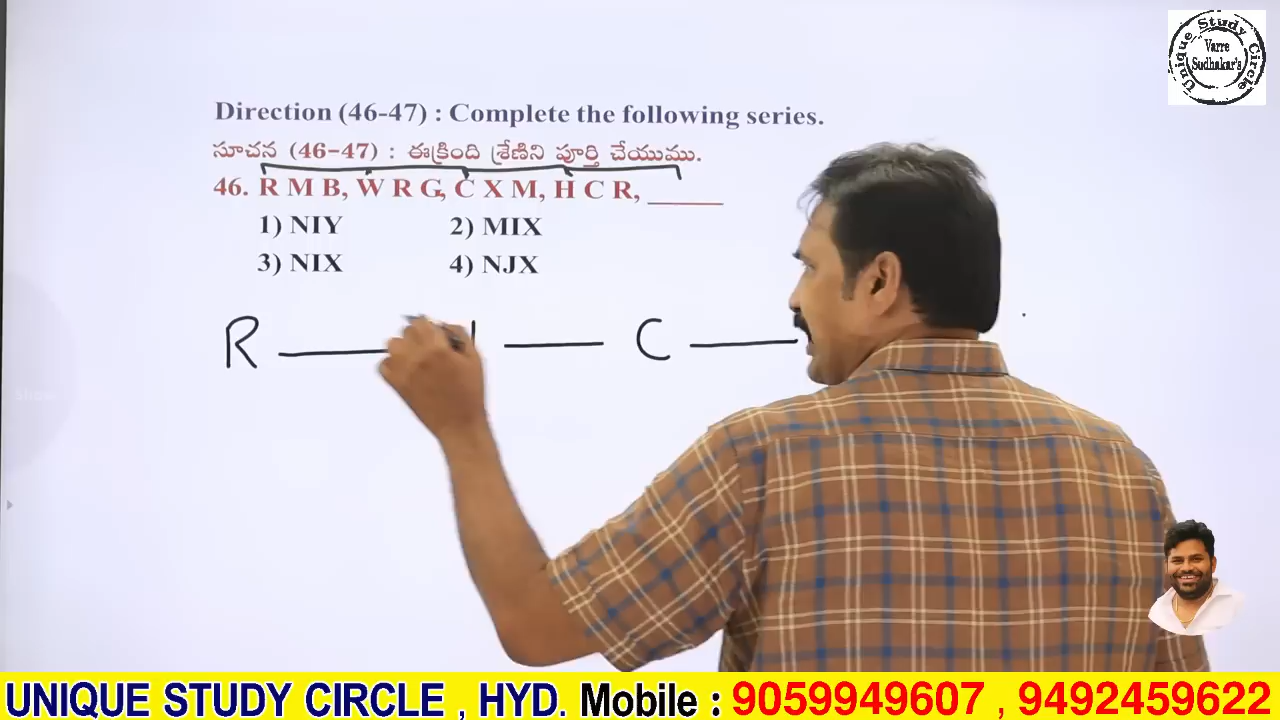 Unique Study Circle
Varre
Sudhakar's
Direction (46-47) : Complete the following series.
సూచన (46-47) : ఈక్రింది శ్రేణిని పూర్తి చేయుము.
46. R M B, W R G, C X M, H C R, _____
1) NIY 2) MIX
3) NIX 4) NJX
R C
UNIQUE STUDY CIRCLE , HYD. Mobile : 9059949607 , 9492459622